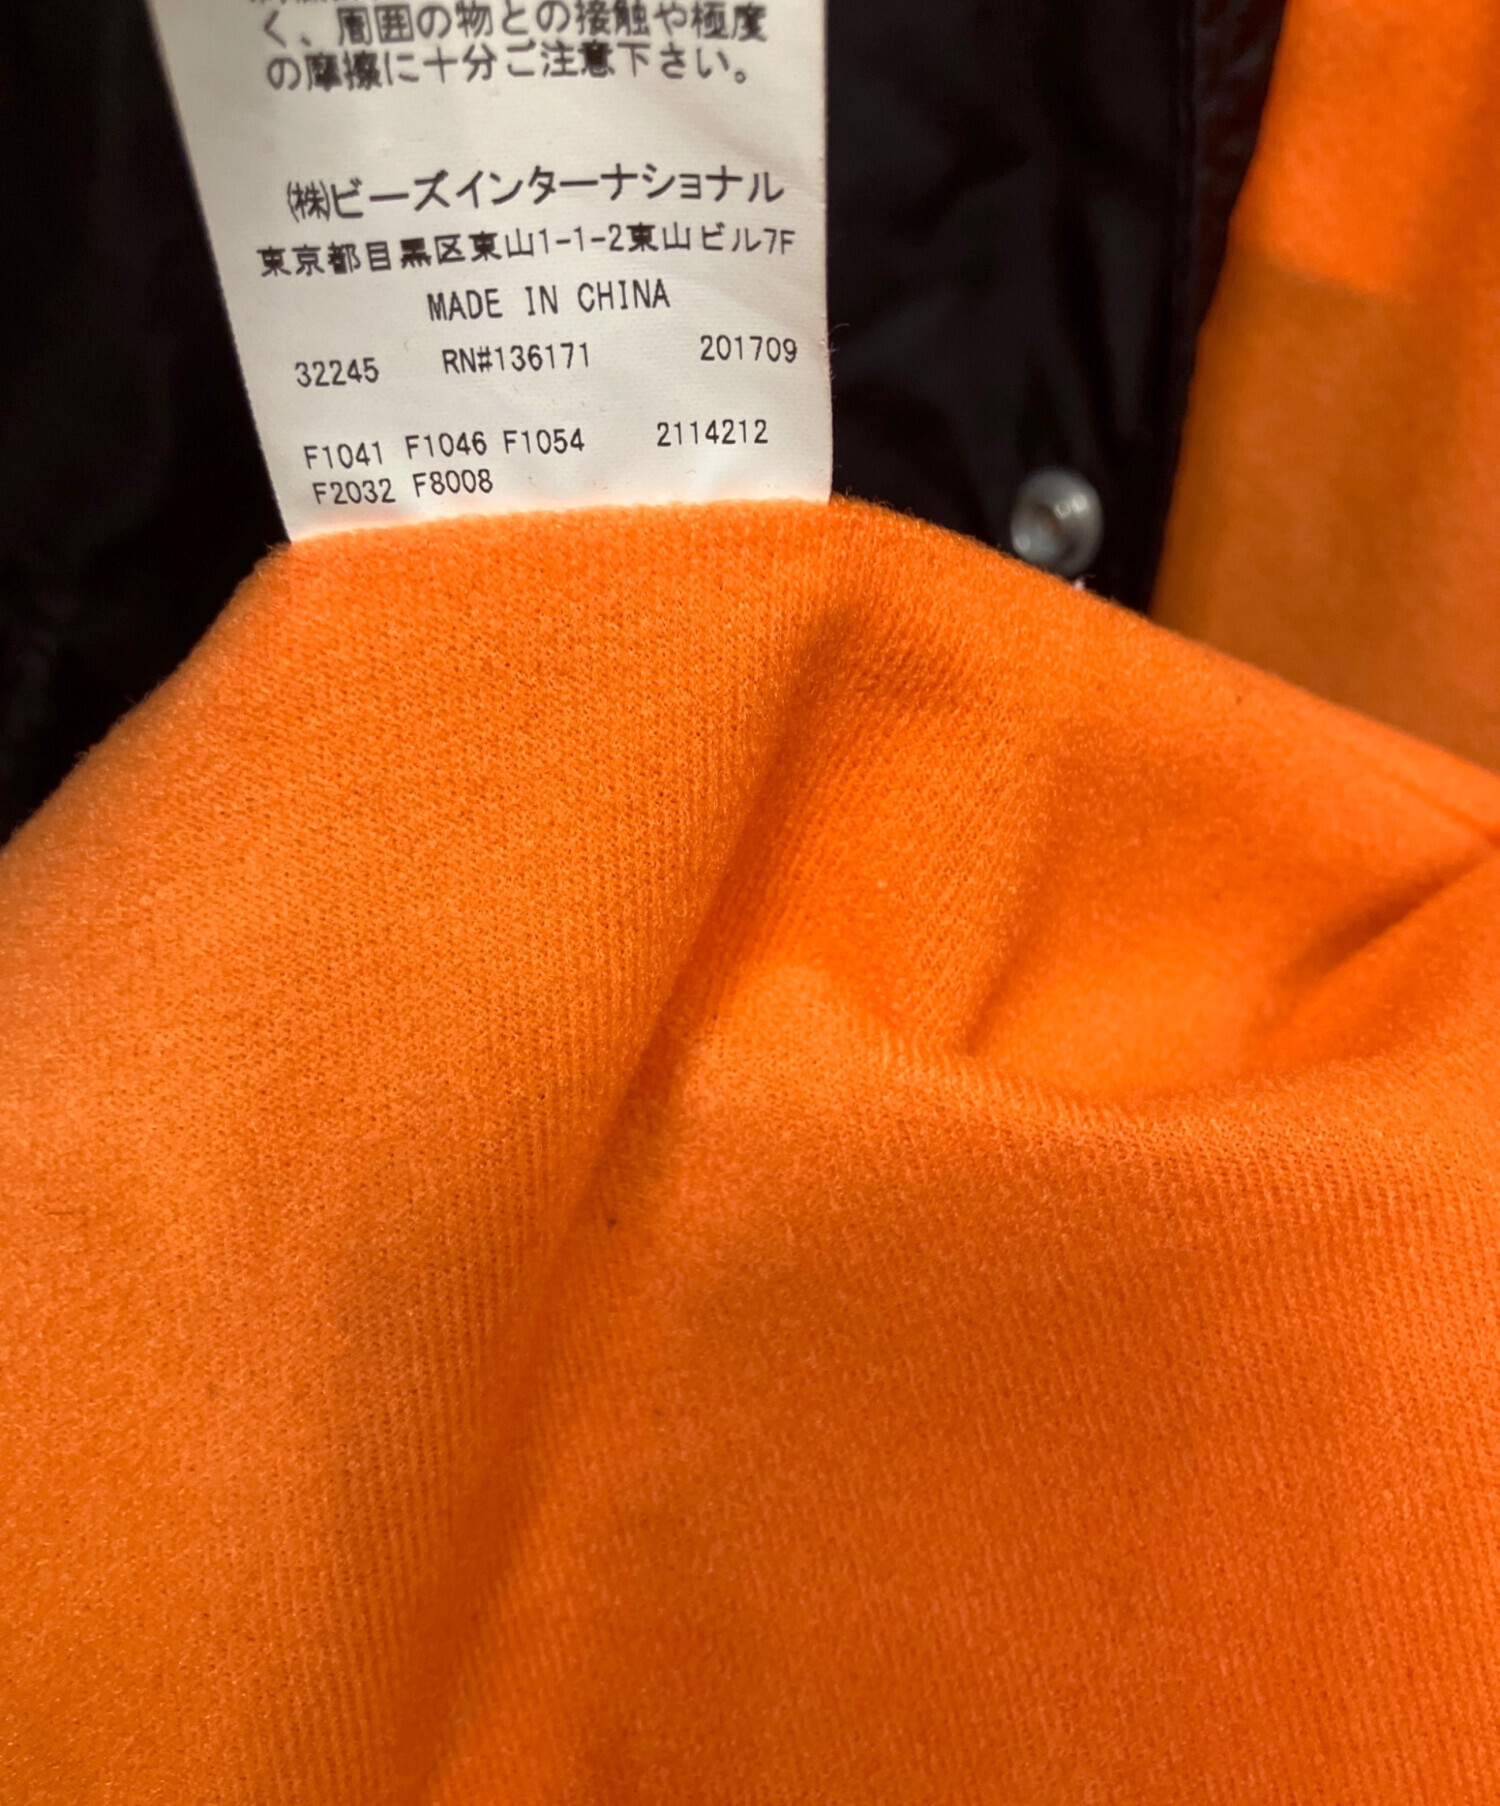 く、周囲の物との接触や極度
の摩擦に十分ご注意下さい。
㈱ビーズインターナショナル
東京都目黒区東山1-1-2東山ビル7F
MADE IN CHINA
32245 RN#136171 201709
F1041 F1046 F1054 2114212
F2032 F8008